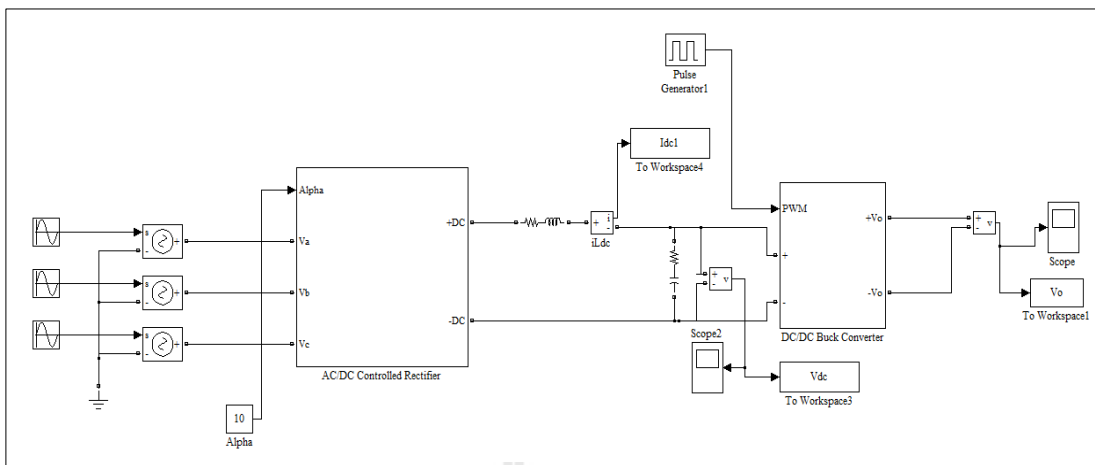 Pulse
Generator1
Idc1
To Workspace4
Alpha
+DC
PWM
+Vo
i
+
-
iLdc
+
-
v
Scope
s
-
+
Va
+
s
-
+
Vb
+
-
v
-
-Vo
Vo
To Workspace1
s
-
+
Vc
-DC
Scope2
DC/DC Buck Converter
AC/DC Controlled Rectifier
Vdc
To Workspace3
10
Alpha